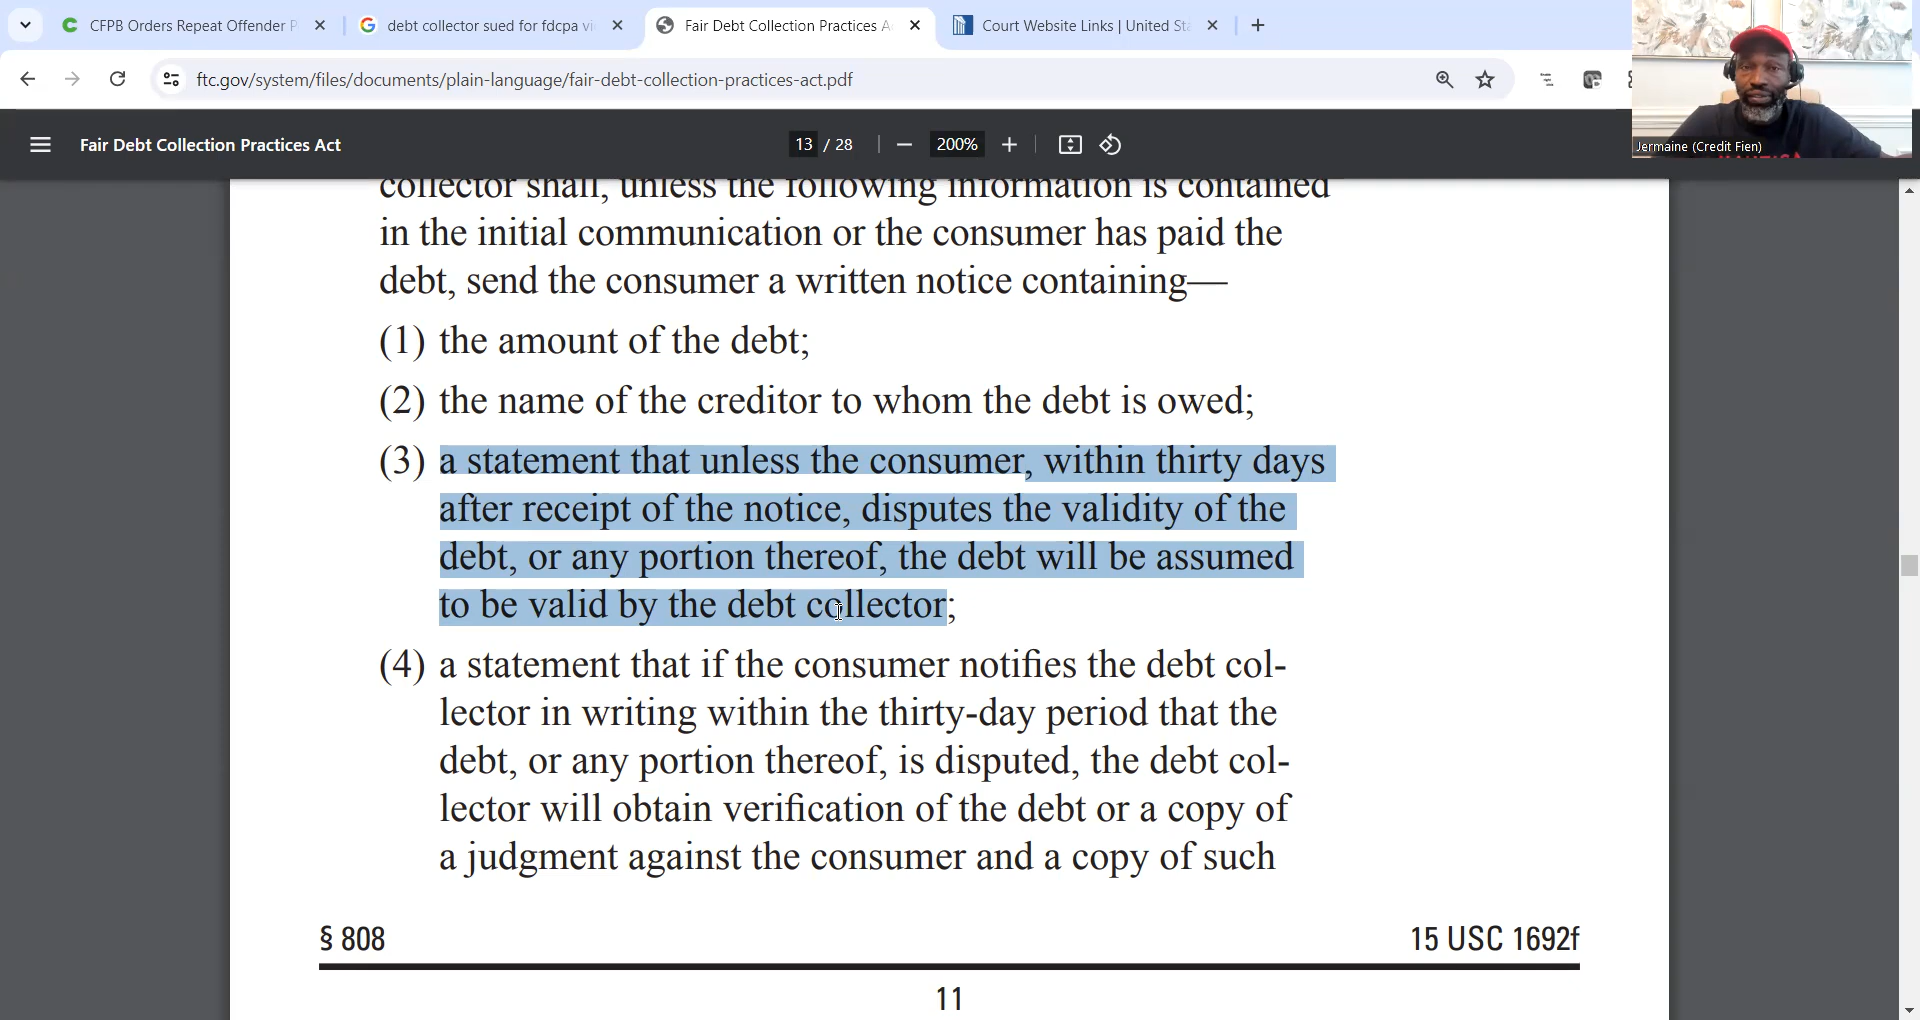 CFPB Orders Repeat Offender P
debt collector sued for fdcpa vi
Fair Debt Collection Practices A
Court Website Links | United Sta
ftc.gov/system/files/documents/plain-language/fair-debt-collection-practices-act.pdf
Fair Debt Collection Practices Act
13 / 28
200%
Jermaine (Credit Fien)
collector shall, unless the following information is contained
in the initial communication or the consumer has paid the
debt, send the consumer a written notice containing—
(1) the amount of the debt;
(2) the name of the creditor to whom the debt is owed;
(3) a statement that unless the consumer, within thirty days
after receipt of the notice, disputes the validity of the
debt, or any portion thereof, the debt will be assumed
to be valid by the debt collector;
(4) a statement that if the consumer notifies the debt col-
lector in writing within the thirty-day period that the
debt, or any portion thereof, is disputed, the debt col-
lector will obtain verification of the debt or a copy of
a judgment against the consumer and a copy of such
§ 808
15 USC 1692f
11